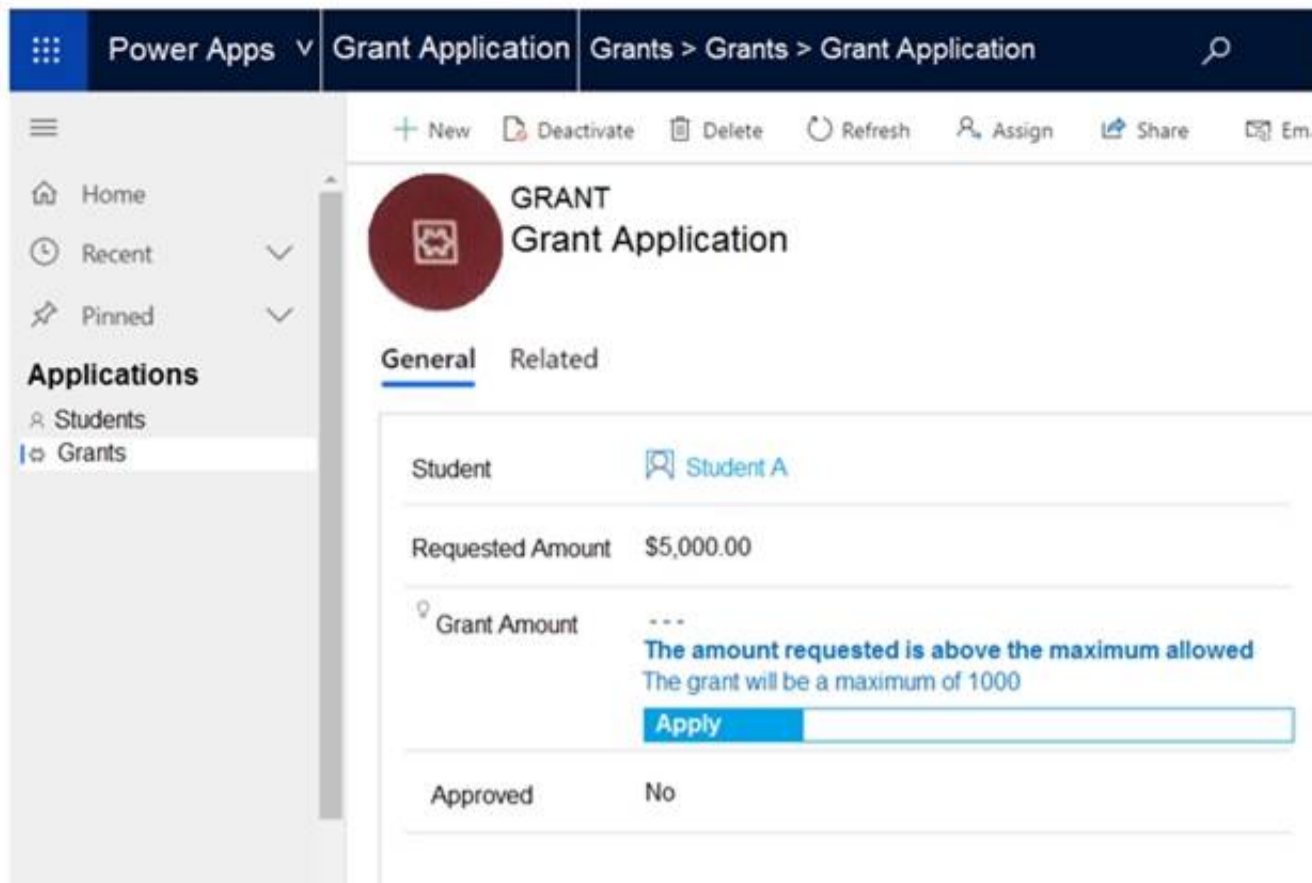 Power Apps ∨ Grant Application Grants > Grants > Grant Application
+ New Deactivate Delete Refresh Assign Share Ema
Home
Recent
Pinned
Applications
Students
Grants
GRANT
Grant Application
General Related
Student Student A
Requested Amount $5,000.00
Grant Amount - - -
The amount requested is above the maximum allowed
The grant will be a maximum of 1000
Apply
Approved No